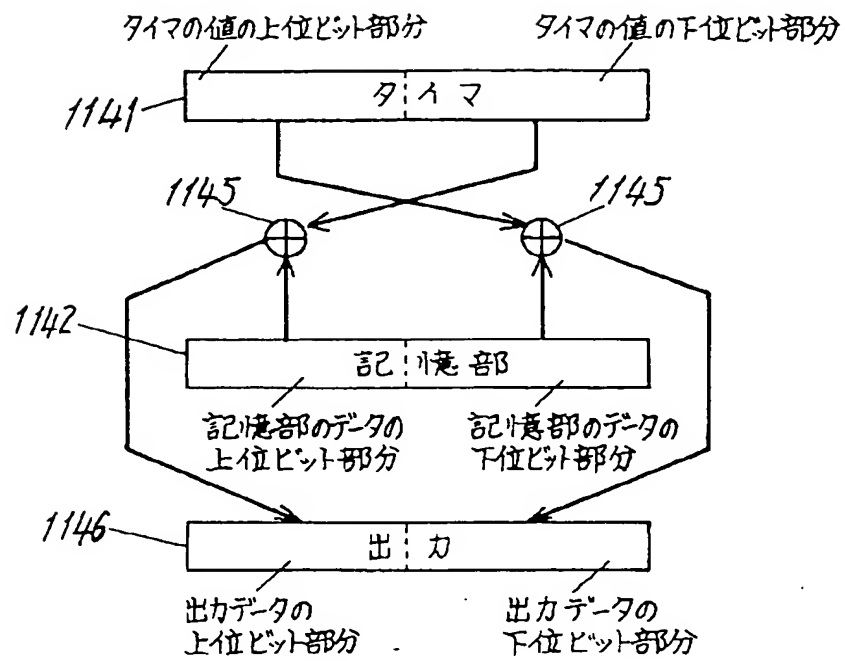 タイマの値の上位ビット部分
タイマの値の下位ビット部分
1141
タイマ
1145
1145
1142
記憶部
記憶部のデータの
上位ビット部分
記憶部のデータの
下位ビット部分
1146
出力
出力データの
上位ビット部分
出力データの
下位ビット部分